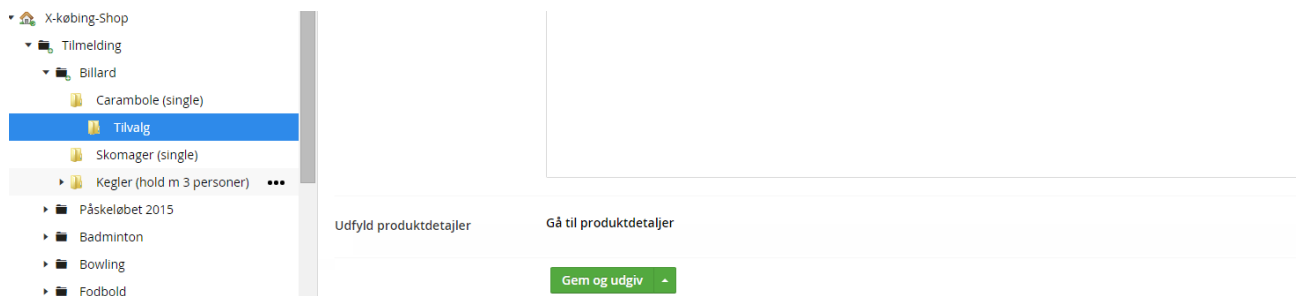 X-købing-Shop
Tilmelding
Billard
Carambole (single)
Tilvalg
Skomager (single)
Kegler (hold m 3 personer)
Påskeløbet 2015
Badminton
Bowling
Fodbold
Udfyld produktdetajler
Gå til produktdetaljer
Gem og udgiv